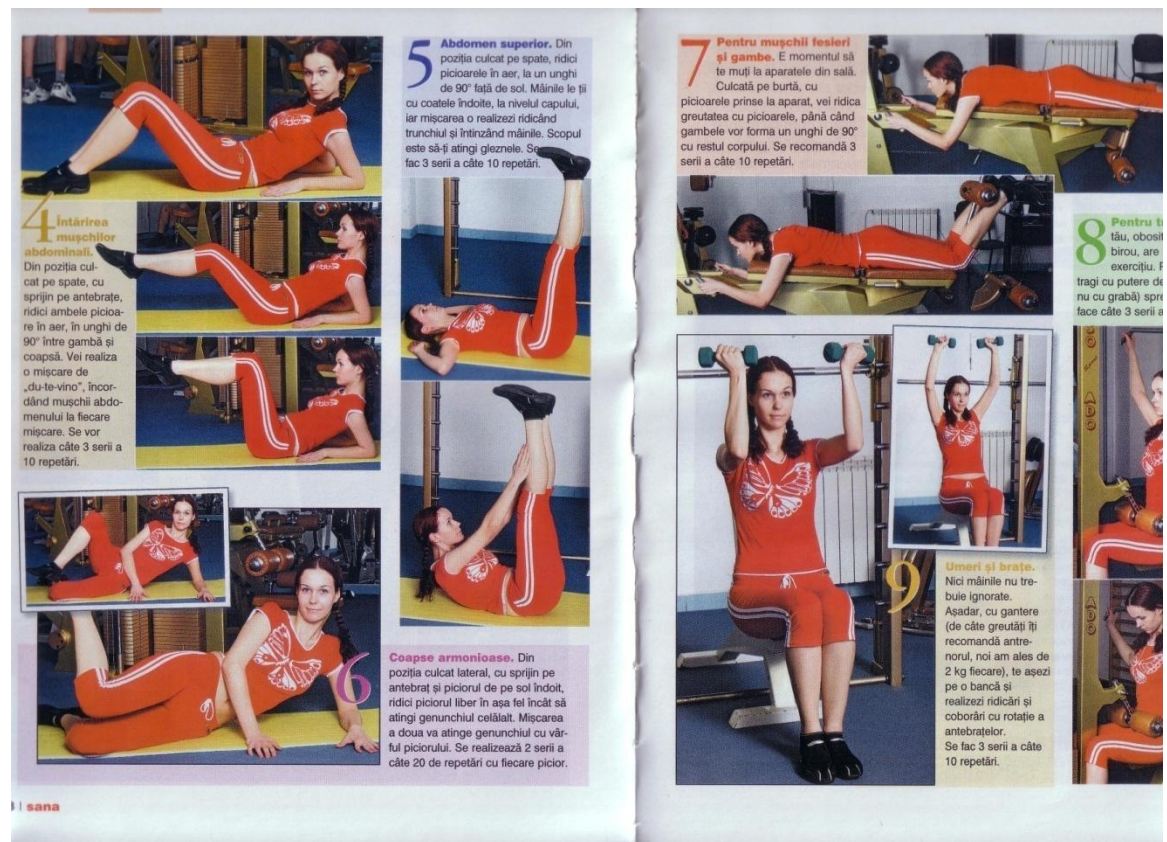 4 Întărirea
mușchilor
abdominali.
Din poziția cul-
cat pe spate, cu
sprijin pe antebrațe,
ridici ambele picioa-
re în aer, în unghi de
90° între gambă și
coapsă. Vei realiza
o mișcare de
„du-te-vino”, încor-
dând mușchii abdo-
menului la fiecare
mișcare. Se vor
realiza câte 3 serii a
10 repetări.
5 Abdomen superior. Din
poziția culcat pe spate, ridici
picioarele în aer, la un unghi
de 90° față de sol. Mâinile le ții
cu coatele îndoite, la nivelul capului,
iar mișcarea o realizezi ridicând
trunchiul și întinzând mâinile. Scopul
este să-ți atingi gleznele. Se
fac 3 serii a câte 10 repetări.
6 Coapse armonioase. Din
poziția culcat lateral, cu sprijin pe
antebraț și piciorul de pe sol îndoit,
ridici piciorul liber în așa fel încât să
atingi genunchiul celălalt. Mișcarea
a doua va atinge genunchiul cu vâr-
ful piciorului. Se realizează 2 serii a
câte 20 de repetări cu fiecare picior.
| sana
7 Pentru mușchii fesieri
și gambe. E momentul să
te muți la aparatele din sală.
Culcată pe burtă, cu
picioarele prinse la aparat, vei ridica
greutatea cu picioarele, până când
gambele vor forma un unghi de 90°
cu restul corpului. Se recomandă 3
serii a câte 10 repetări.
8 Pentru
tău, obosit
birou, are
exercițiu.
tragi cu putere
nu cu grabă)
face câte 3 serii a
9 Umeri și brațe.
Nici mâinile nu tre-
buie ignorate.
Așadar, cu gantere
(de câte greutăți îți
recomandă antre-
norul, noi am ales de
2 kg fiecare), te așezi
pe o bancă și
realizezi ridicări și
coborâri cu rotație a
antebrațelor.
Se fac 3 serii a câte
10 repetări.